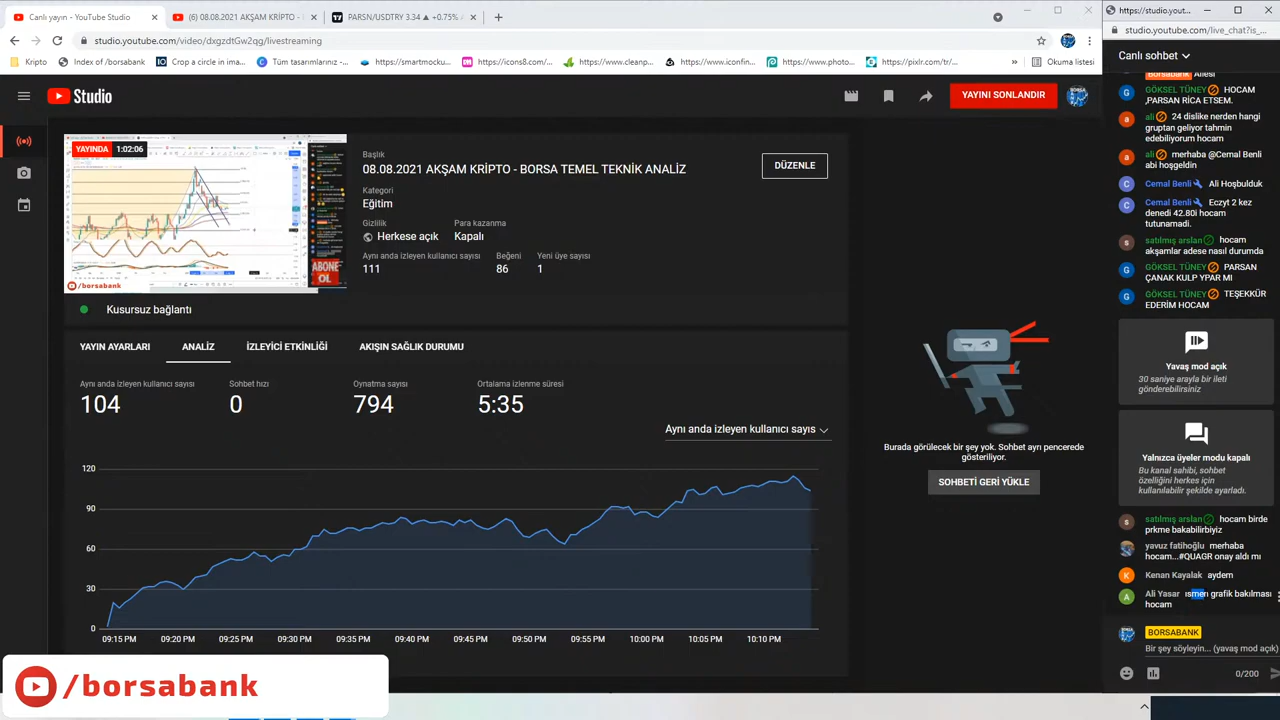 Canlı yayın - YouTube Studio
(6) 08.08.2021 AKŞAM KRİPTO - B
PARSN/USDTRY 3.34 ▲ +0.75%
https://studio.yout...
studio.youtube.com/video/dxgzdtGw2qg/livestreaming
studio.youtube.com/live_chat?is_...
Kripto
Index of /borsabank
Crop a circle in im...
Tüm tasarımlarınız -...
https://smartmocku...
https://icons8.com/...
https://www.cleanp...
https://www.iconfin...
https://www.photo...
https://pixlr.com/tr/...
Okuma listesi
Studio
YAYINI SONLANDIR
YAYINDA 1:02:06
Başlık
08.08.2021 AKŞAM KRİPTO - BORSA TEMEL TEKNİK ANALİZ
DÜZENLE
Kategori
Eğitim
Gizlilik
Para kazanma
Herkese açık
Kapalı
Aynı anda izleyen kullanıcı sayısı
Beğeni
Yeni üye sayısı
111
86
1
/borsabank
ABONE
OL
Kusursuz bağlantı
YAYIN AYARLARI
ANALİZ
İZLEYİCİ ETKİNLİĞİ
AKIŞIN SAĞLIK DURUMU
Aynı anda izleyen kullanıcı sayısı
Sohbet hızı
Oynatma sayısı
Ortalama izlenme süresi
104
0
794
5:35
Aynı anda izleyen kullanıcı sayıs
120
90
60
30
0
09:15 PM
09:20 PM
09:25 PM
09:30 PM
09:35 PM
09:40 PM
09:45 PM
09:50 PM
09:55 PM
10:00 PM
10:05 PM
10:10 PM
Burada görülecek bir şey yok. Sohbet ayrı pencerede
gösteriliyor.
SOHBETİ GERİ YÜKLE
/borsabank
Canlı sohbet
Borsabank Ailesi
GÖKSEL TÜNEY HOCAM
,PARSAN RİCA ETSEM.
ali 24 dislike nerden hangi
gruptan geliyor tahmin
edebiliyorum hocam
ali merhaba @Cemal Benli
abi hoşgeldin
Cemal Benli Ali Hoşbulduk
Cemal Benli Eczyt 2 kez
denedi 42.80i hocam
tutunamadi.
satılmış arslan hocam
akşamlar adese nasıl durumda
GÖKSEL TÜNEY PARSAN
ÇANAK KULP YPAR MI
GÖKSEL TÜNEY TEŞEKKÜR
EDERİM HOCAM
Yavaş mod açık
30 saniye arayla bir ileti
gönderebilirsiniz
Yalnızca üyeler modu kapalı
Bu kanal sahibi, sohbet
özelliğini herkes için
kullanılabilir şekilde ayarladı.
satılmış arslan hocam birde
prkme bakabilirbiyiz
yavuz fatihoğlu merhaba
hocam...#QUAGR onay aldı mı
Kenan Kayalak aydem
Ali Yasar ısmen grafik bakılması
hocam
BORSABANK
Bir şey söyleyin... (yavaş mod açık)
0/200